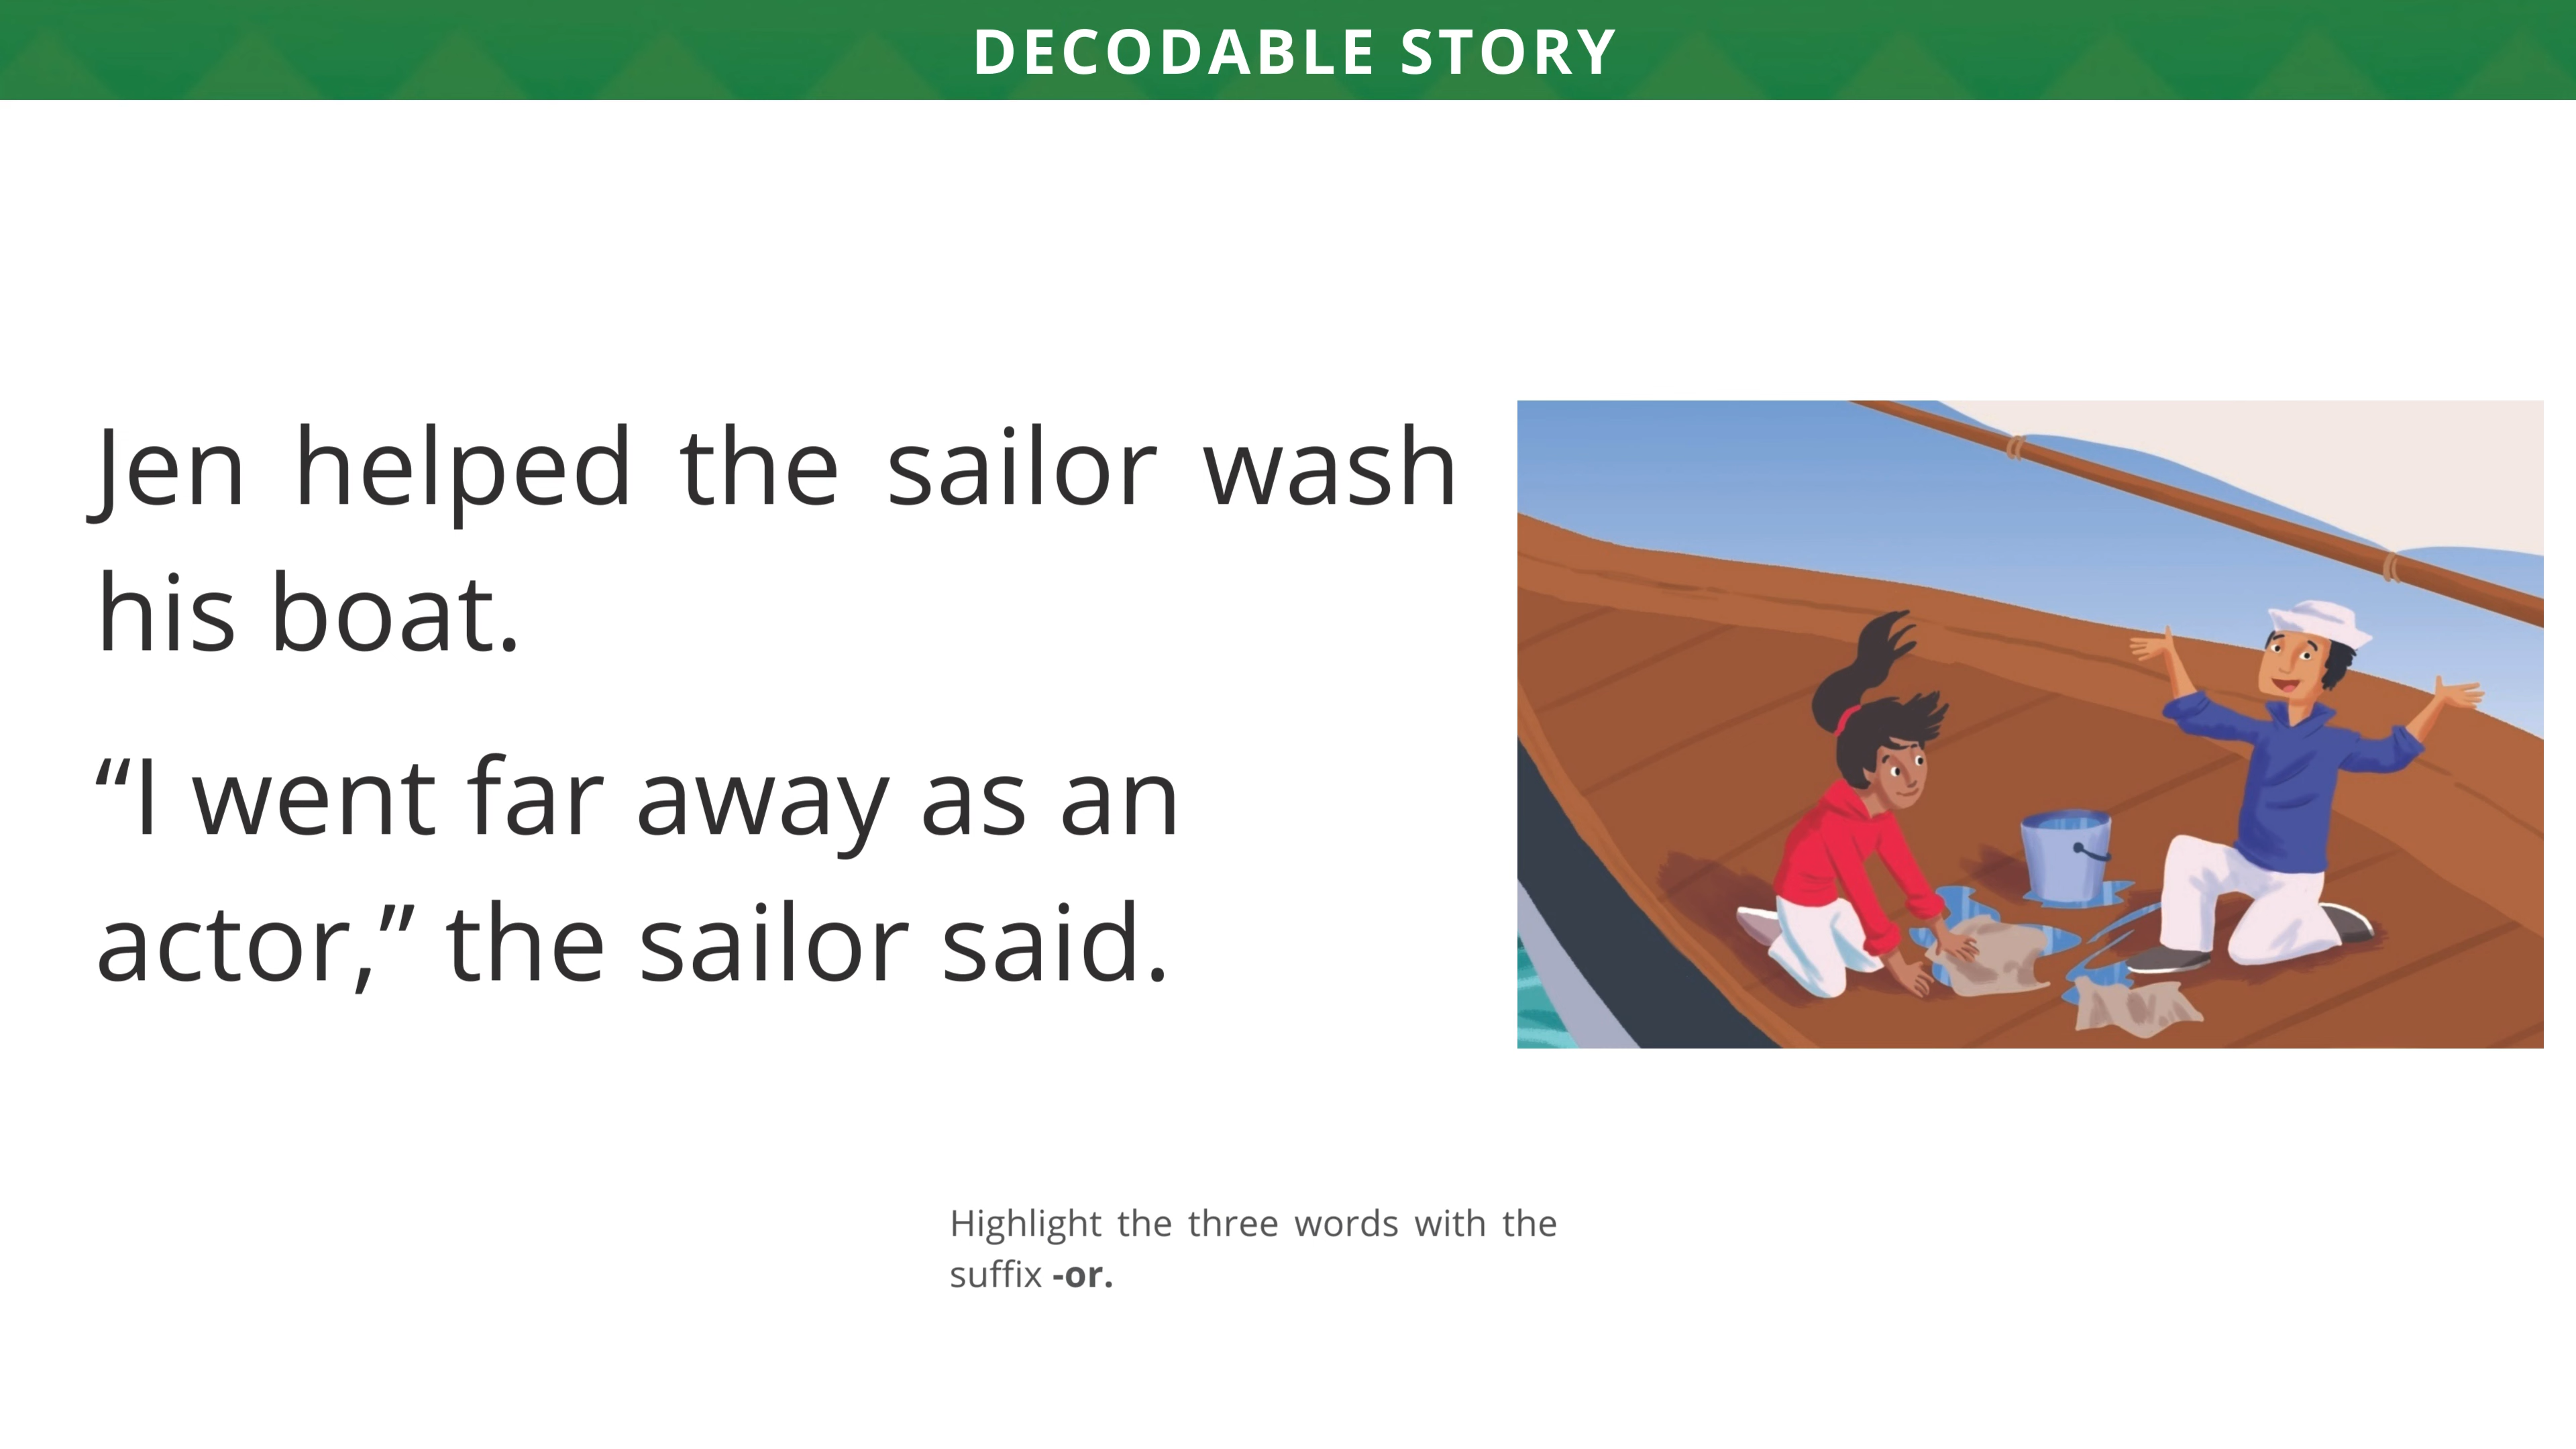 DECODABLE STORY
Jen helped the sailor wash
his boat.
“I went far away as an
actor,” the sailor said.
Highlight the three words with the
suffix -or.